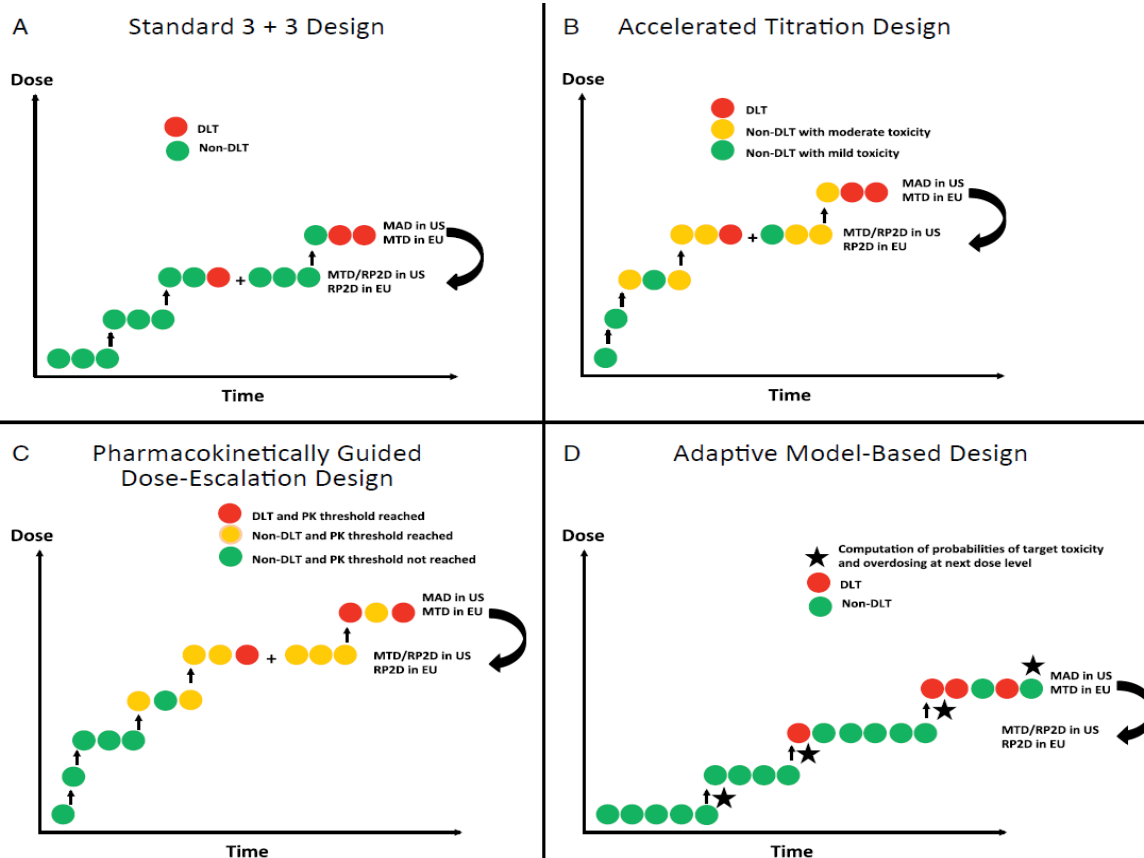 A
Standard 3 + 3 Design
Dose
DLT
Non-DLT
MAD in US
MTD in EU
+
MTD/RP2D in US
RP2D in EU
Time
B
Accelerated Titration Design
Dose
DLT
Non-DLT with moderate toxicity
Non-DLT with mild toxicity
MAD in US
MTD in EU
+
MTD/RP2D in US
RP2D in EU
Time
C
Pharmacokinetically Guided
Dose-Escalation Design
DLT and PK threshold reached
Non-DLT and PK threshold reached
Non-DLT and PK threshold not reached
Dose
MAD in US
MTD in EU
+
MTD/RP2D in US
RP2D in EU
Time
D
Adaptive Model-Based Design
Dose
Computation of probabilities of target toxicity
and overdosing at next dose level
DLT
Non-DLT
MAD in US
MTD in EU
MTD/RP2D in US
RP2D in EU
Time